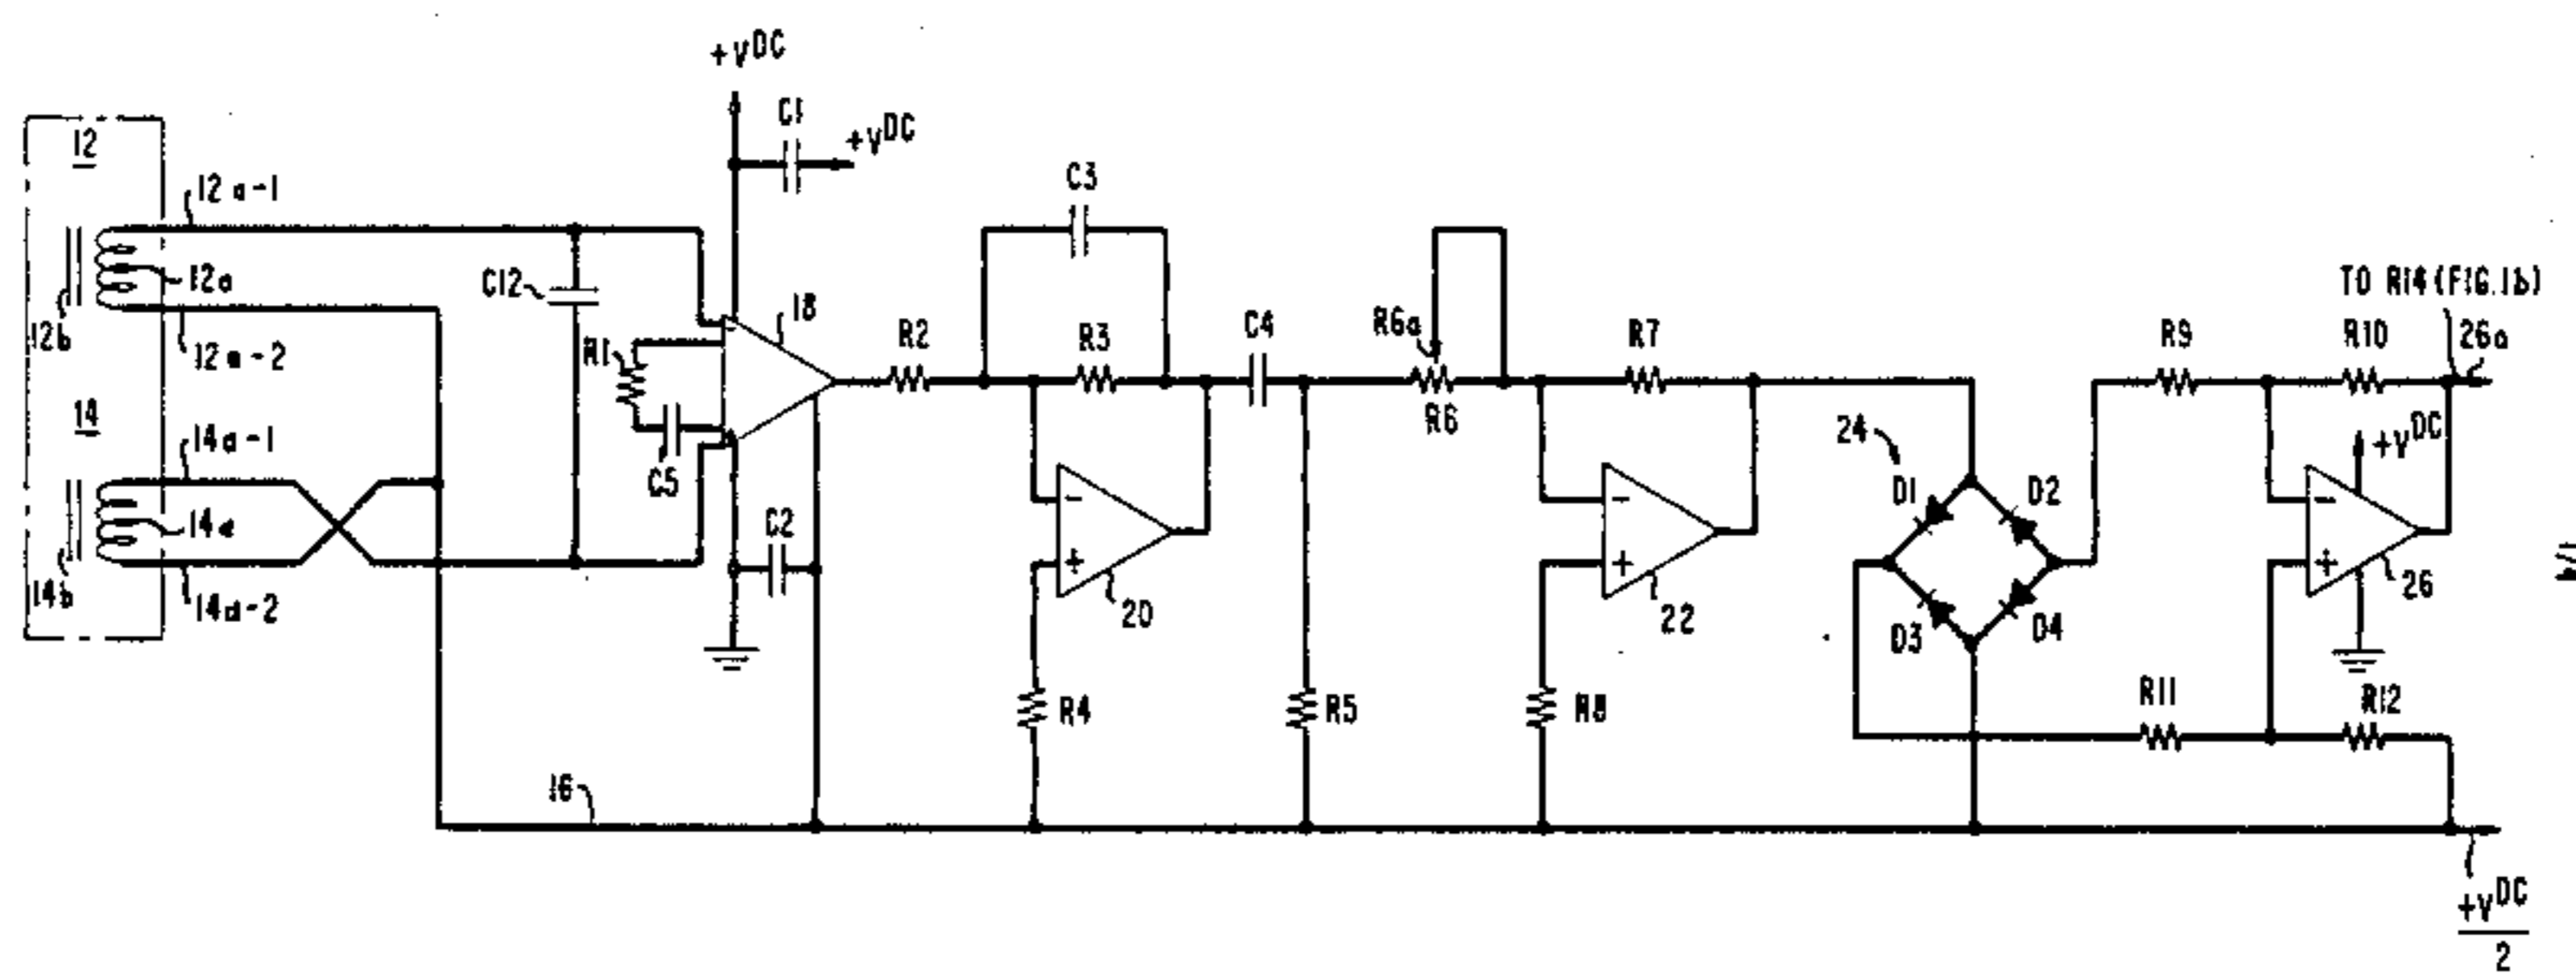 +VDC
C1
+VDC
12
12a-1
12a
12b
12a-2
14
14a-1
14a
14b
14a-2
C12
R1
C5
18
C2
16
R2
C3
R3
-
+
20
R4
C4
R5
R6a
R6
R7
-
+
22
R8
24
D1
D2
D3
D4
R9
TO R14 (FIG.1b)
26a
R10
+VDC
-
+
26
R11
R12
+VDC
2